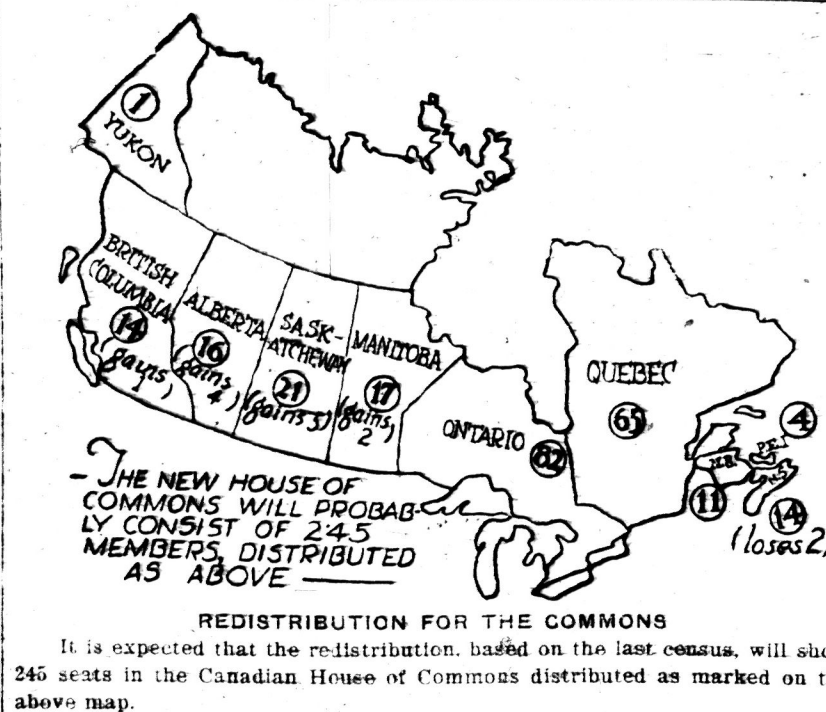 1
YUKON
BRITISH
COLUMBIA
14
(gains
1)
ALBERTA
16
(gains
4)
SASK-
ATCHEWAN
21
(gains 5)
MANITOBA
17
(gains
2)
ONTARIO 82
QUEBEC
65
4
P.E.
N.B.
N.S.
11
14
(loses 2)
- THE NEW HOUSE OF
COMMONS WILL PROBAB-
LY CONSIST OF 245
MEMBERS, DISTRIBUTED
AS ABOVE —
REDISTRIBUTION FOR THE COMMONS
It is expected that the redistribution, based on the last census, will
245 seats in the Canadian House of Commons distributed as marked on
above map.